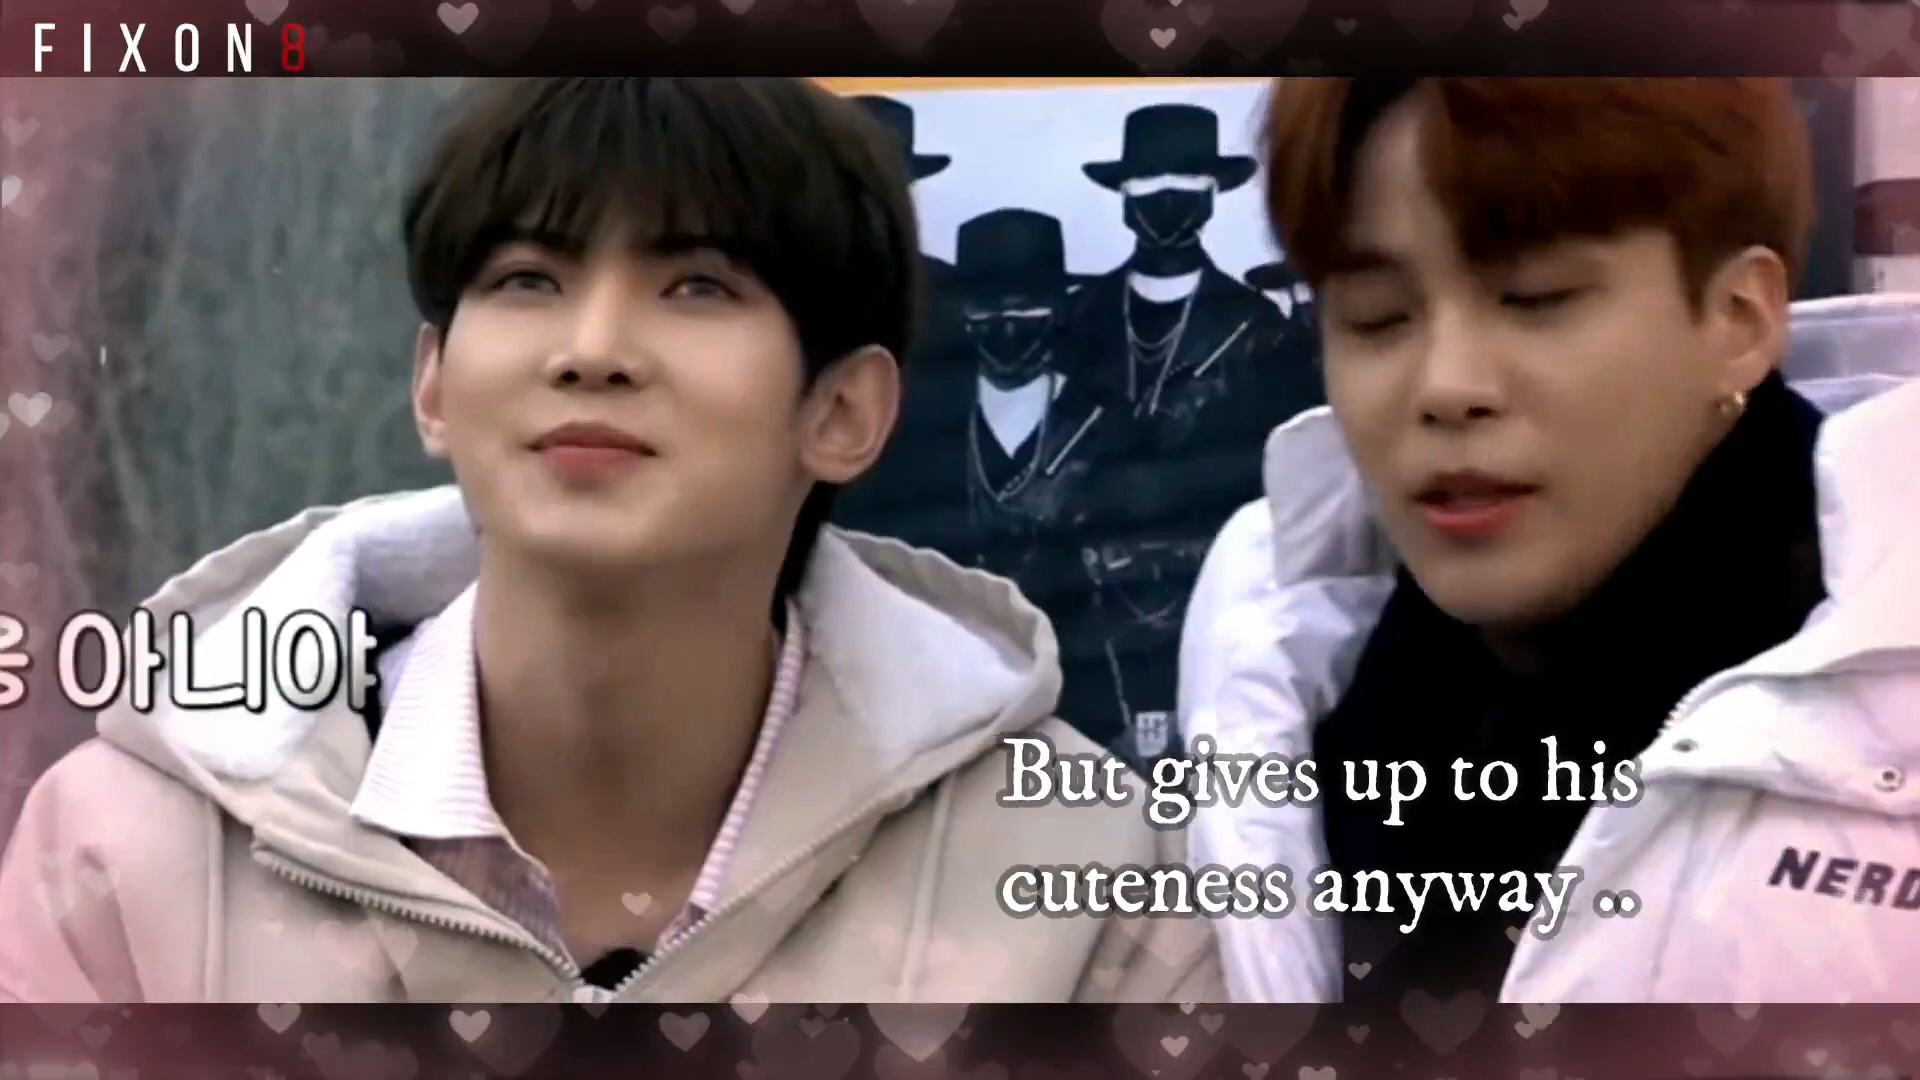 FIXON8
아니야
But gives up to his
cuteness anyway ..
NERD